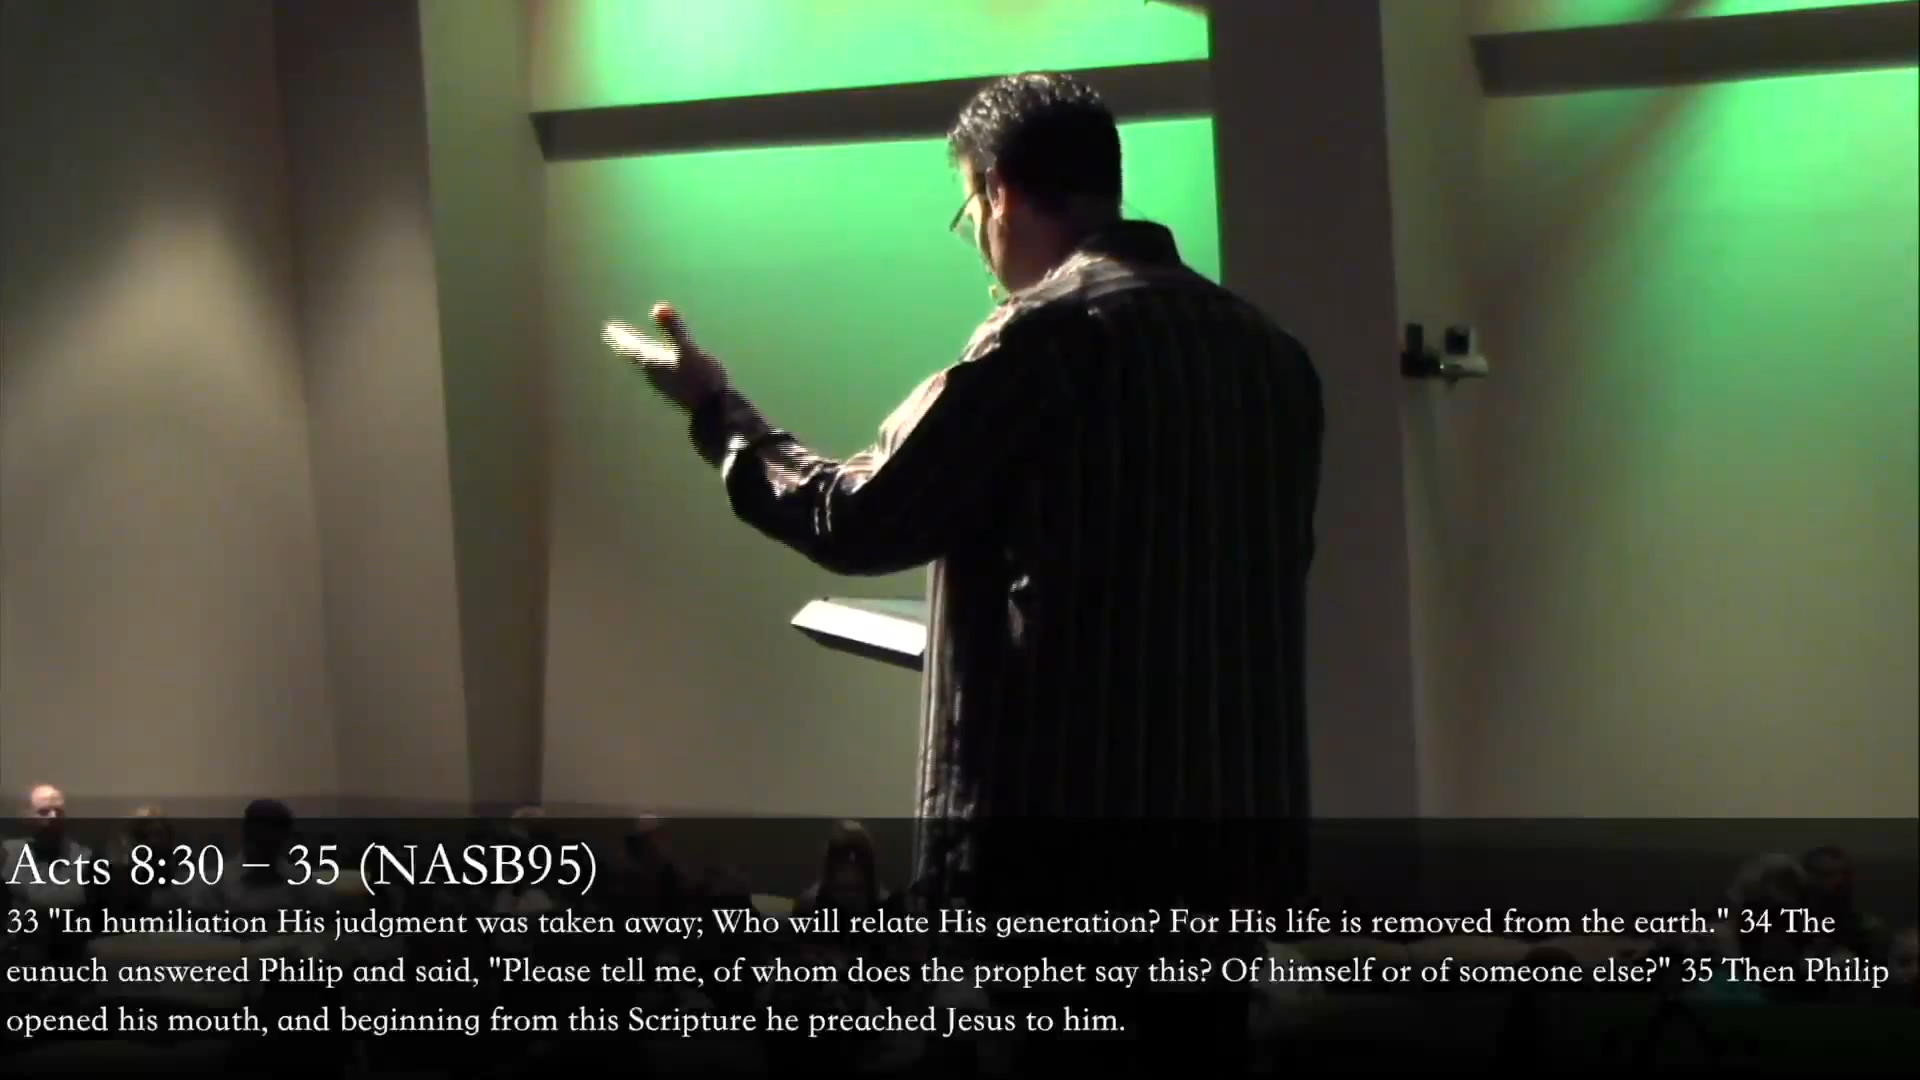 Acts 8:30 – 35 (NASB95)
33 "In humiliation His judgment was taken away; Who will relate His generation? For His life is removed from the earth." 34 The
eunuch answered Philip and said, "Please tell me, of whom does the prophet say this? Of himself or of someone else?" 35 Then Philip
opened his mouth, and beginning from this Scripture he preached Jesus to him.